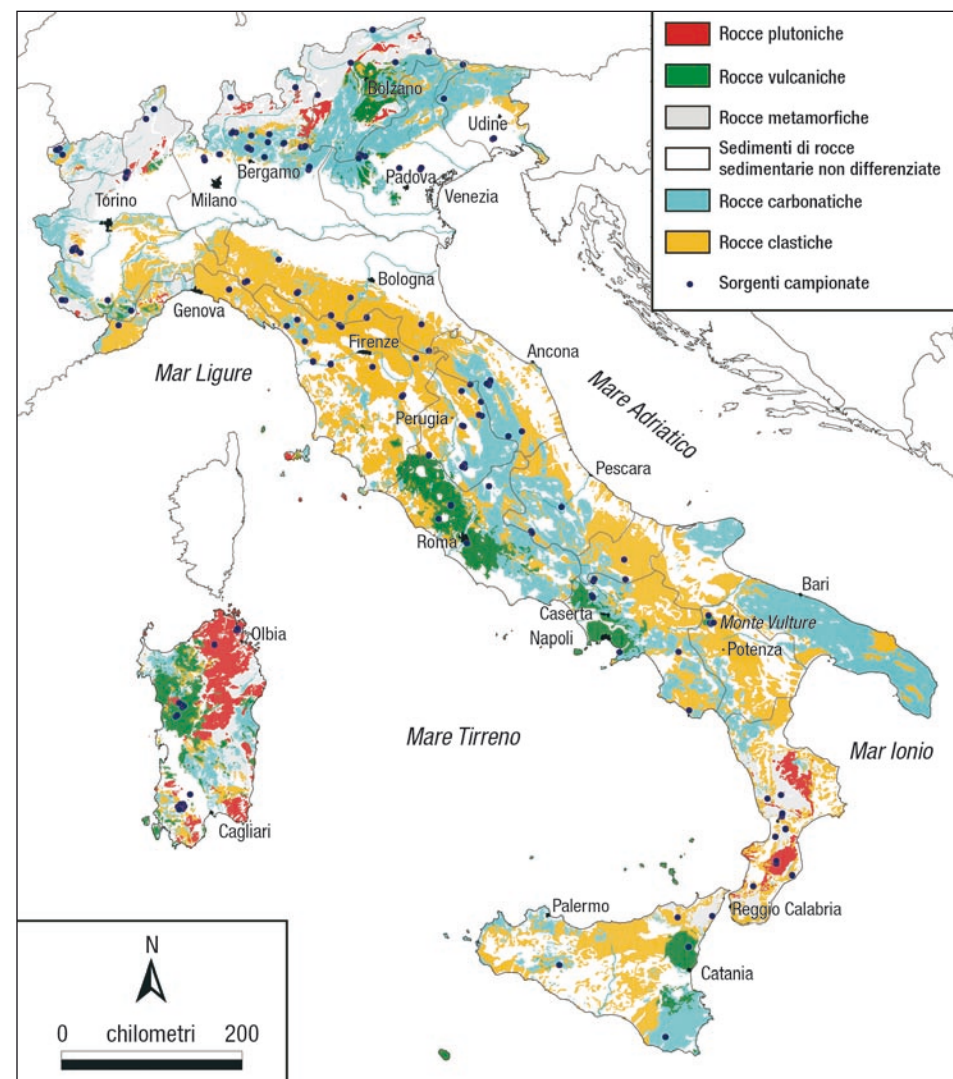 Rocce plutoniche
Rocce vulcaniche
Rocce metamorfiche
Sedimenti di rocce
sedimentarie non differenziate
Rocce carbonatiche
Rocce clastiche
Sorgenti campionate
Bolzano
Udine
Bergamo
Padova
Venezia
Torino
Milano
Bologna
Genova
Firenze
Ancona
Mar Ligure
Mare Adriatico
Perugia
Pescara
Roma
Bari
Caserta
Monte Vulture
Napoli
Potenza
Olbia
Mare Tirreno
Mar Ionio
Cagliari
Palermo
Reggio Calabria
Catania
N
0 chilometri 200